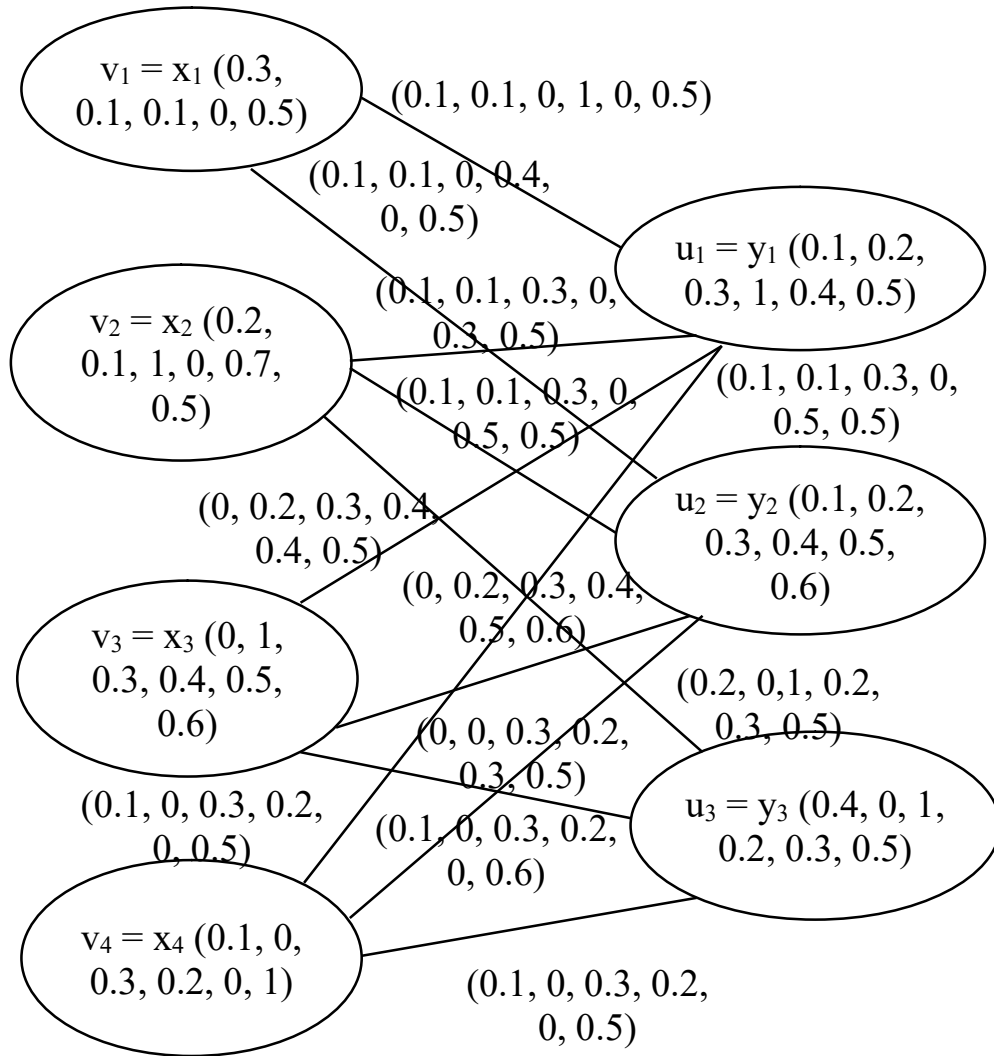 v₁ = x₁ (0.3,
0.1, 0.1, 0, 0.5)
(0.1, 0.1, 0, 1, 0, 0.5)
(0.1, 0.1, 0, 0.4,
0, 0.5)
u₁ = y₁ (0.1, 0.2,
0.3, 1, 0.4, 0.5)
v₂ = x₂ (0.2,
0.1, 1, 0, 0.7,
0.5)
(0.1, 0.1, 0.3, 0,
0.3, 0.5)
(0.1, 0.1, 0.3, 0,
0.5, 0.5)
(0.1, 0.1, 0.3, 0,
0.5, 0.5)
u₂ = y₂ (0.1, 0.2,
0.3, 0.4, 0.5,
0.6)
(0, 0.2, 0.3, 0.4,
0.4, 0.5)
(0, 0.2, 0.3, 0.4,
0.5, 0.6)
v₃ = x₃ (0, 1,
0.3, 0.4, 0.5,
0.6)
(0.2, 0,1, 0.2,
0.3, 0.5)
(0, 0, 0.3, 0.2,
0.3, 0.5)
u₃ = y₃ (0.4, 0, 1,
0.2, 0.3, 0.5)
(0.1, 0, 0.3, 0.2,
0, 0.5)
(0.1, 0, 0.3, 0.2,
0, 0.6)
v₄ = x₄ (0.1, 0,
0.3, 0.2, 0, 1)
(0.1, 0, 0.3, 0.2,
0, 0.5)